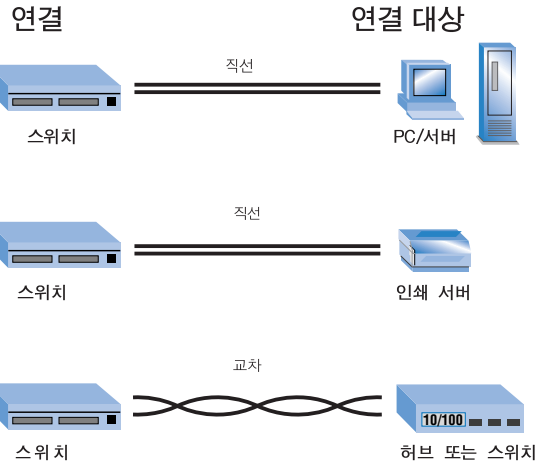 연결 연결 대상
직선
스위치 PC/서버
직선
스위치 인쇄 서버
교차
10/100
스위치 허브 또는 스위치